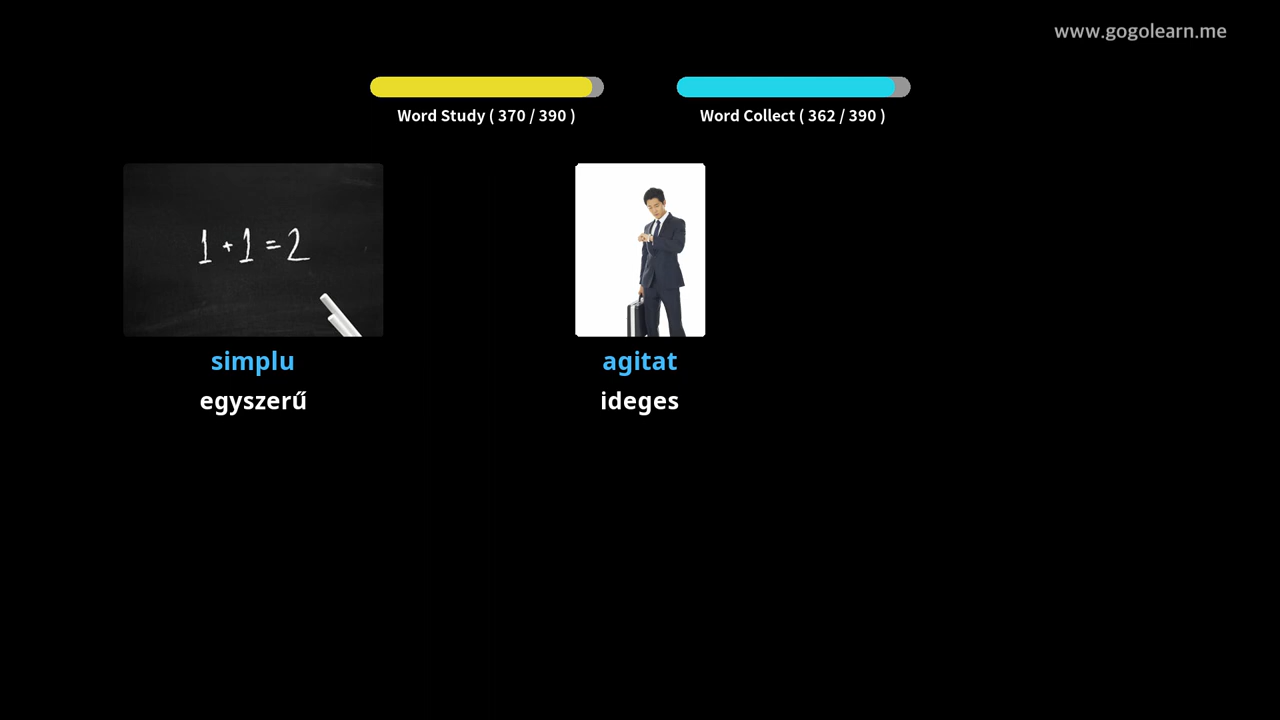 www.gogolearn.me
Word Study ( 370 / 390 )
Word Collect ( 362 / 390 )
1 + 1 = 2
simplu
agitat
egyszerű
ideges